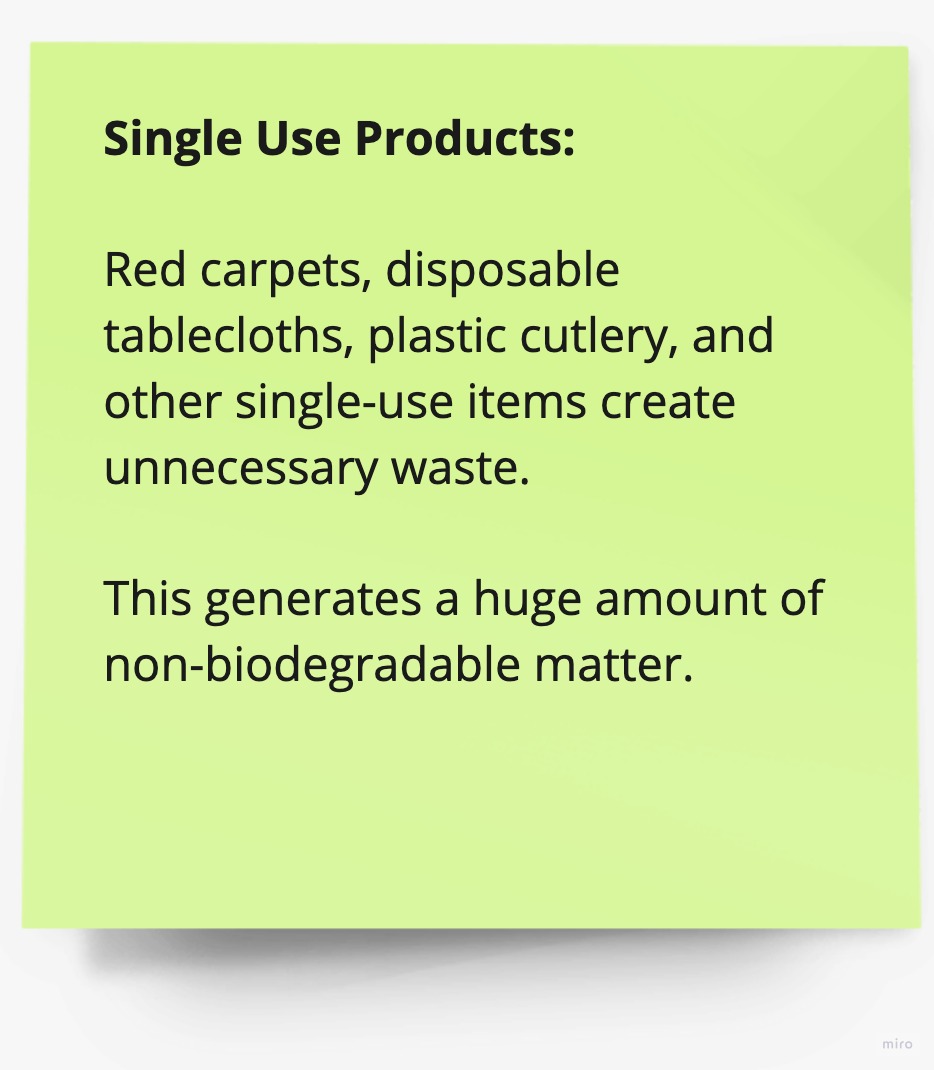 Single Use Products:
Red carpets, disposable
tablecloths, plastic cutlery, and
other single-use items create
unnecessary waste.
This generates a huge amount of
non-biodegradable matter.
miro